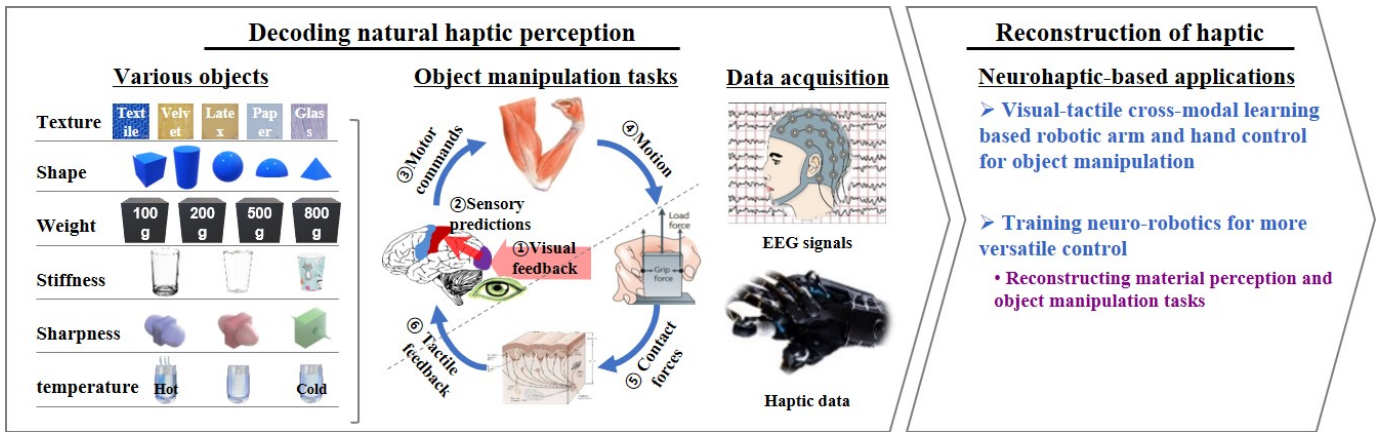 Decoding natural haptic perception
Various objects
Texture
Text
ile
Velv
et
Late
x
Pap
er
Glas
s
Shape
Weight
100
g
200
g
500
g
800
g
Stiffness
Sharpness
temperature
Hot
Cold
Object manipulation tasks
①Visual
feedback
②Sensory
predictions
③Motor
commands
④Motion
Load
force
Grip
force
⑤ Contact
forces
⑥ Tactile
feedback
Data acquisition
EEG signals
Haptic data
Reconstruction of haptic
Neurohaptic-based applications
➢ Visual-tactile cross-modal learning
based robotic arm and hand control
for object manipulation
➢ Training neuro-robotics for more
versatile control
• Reconstructing material perception and
object manipulation tasks